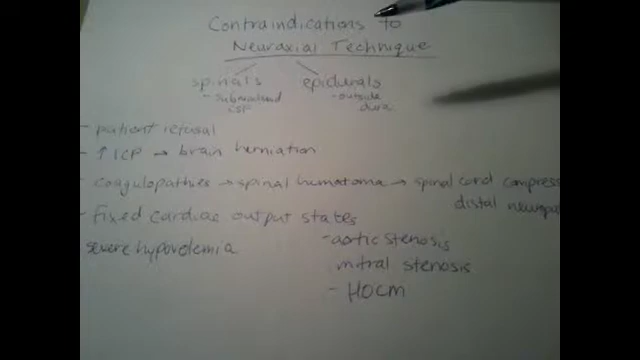 Contraindications to
Neuraxial Technique
spinals epidurals
- subarachnoid - outside
CSF dura
- patient refusal
- ↑ ICP → brain herniation
- coagulopathies → spinal hematoma → spinal cord compress
distal neuropa
- Fixed cardiac output states
severe hypovolemia - aortic stenosis
mitral stenosis
- HOCM